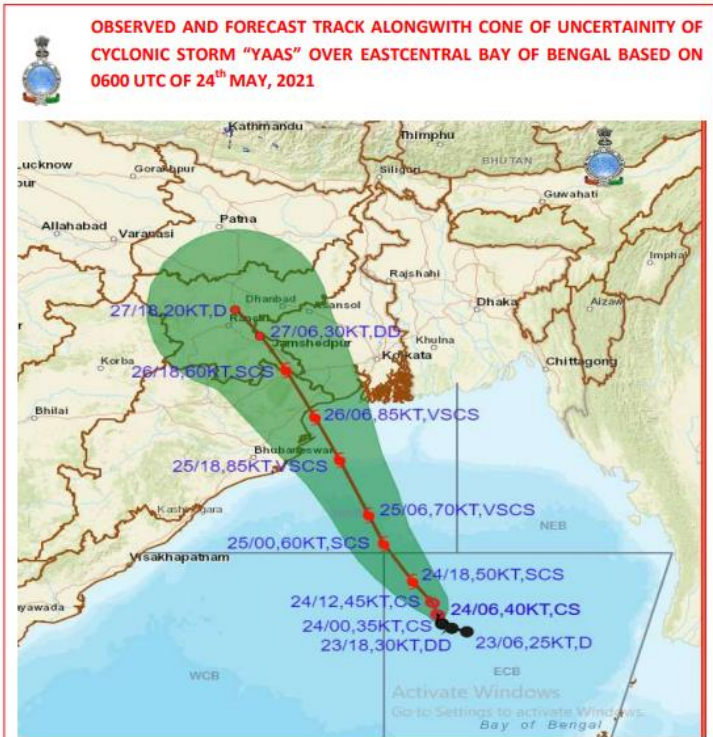 OBSERVED AND FORECAST TRACK ALONGWITH CONE OF UNCERTAINITY OF
CYCLONIC STORM “YAAS” OVER EASTCENTRAL BAY OF BENGAL BASED ON
0600 UTC OF 24th MAY, 2021
Kathmandu
Thimphu
Lucknow
Gorakhpur
Siliguri
BHUTAN
Guwahati
Allahabad
Varanasi
Patna
Rajshahi
Imphal
27/18,20KT,D
Dhanbad
Asansol
Dhaka
Aizawl
Ranchi
27/06,30KT,DD
Jamshedpur
Khulna
Korba
26/18,60KT,SCS
Kolkata
Chittagong
Bhilai
26/06,85KT,VSCS
Bhubaneswar
25/18,85KT,VSCS
25/06,70KT,VSCS
NEB
Visakhapatnam
25/00,60KT,SCS
24/18,50KT,SCS
24/12,45KT,CS
24/06,40KT,CS
ayawada
24/00,35KT,CS
23/18,30KT,DD
23/06,25KT,D
WCB
ECB
Activate Windows
Go to Settings to activate Windows.
Bay of Bengal